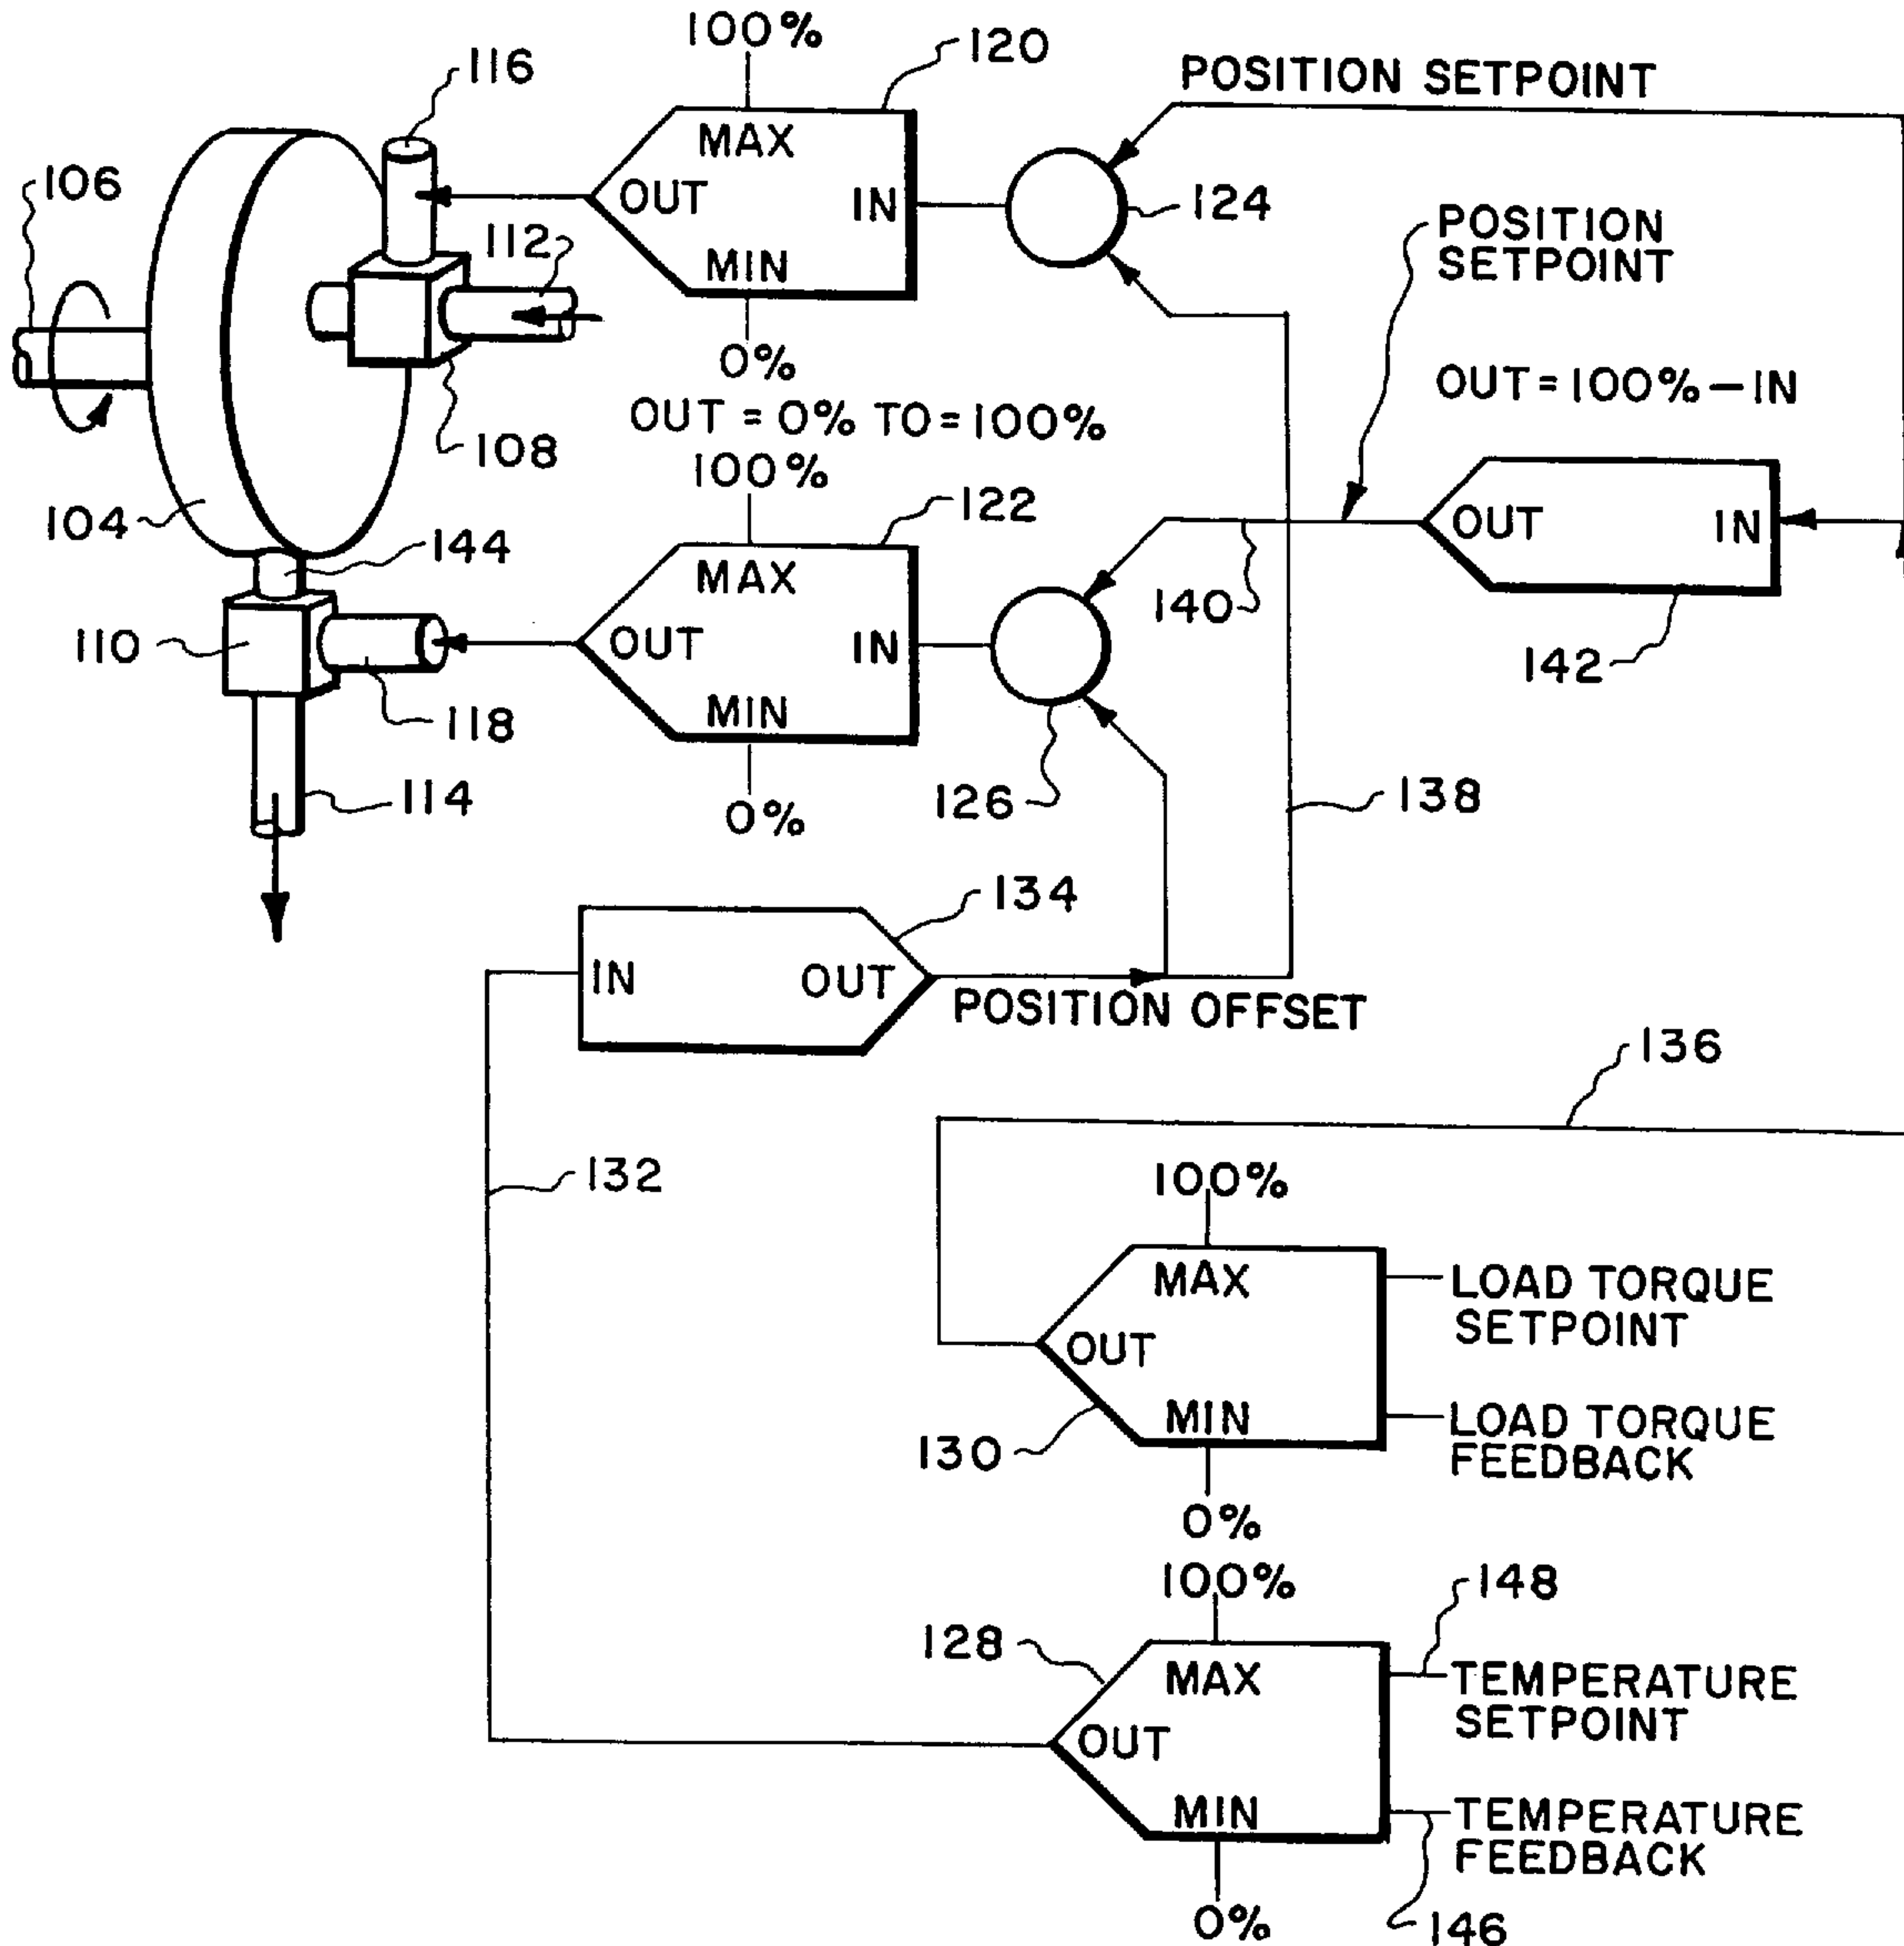 100%
120
116
POSITION SETPOINT
MAX
106
OUT
IN
124
112
POSITION
SETPOINT
MIN
0%
OUT = 100% – IN
OUT = 0% TO = 100%
108
100%
122
104
144
MAX
OUT
IN
140
110
OUT
IN
142
118
MIN
114
126
138
0%
134
IN
OUT
POSITION OFFSET
136
132
100%
MAX
LOAD TORQUE
SETPOINT
OUT
MIN
LOAD TORQUE
FEEDBACK
130
0%
100%
148
128
MAX
TEMPERATURE
SETPOINT
OUT
MIN
TEMPERATURE
FEEDBACK
0%
146